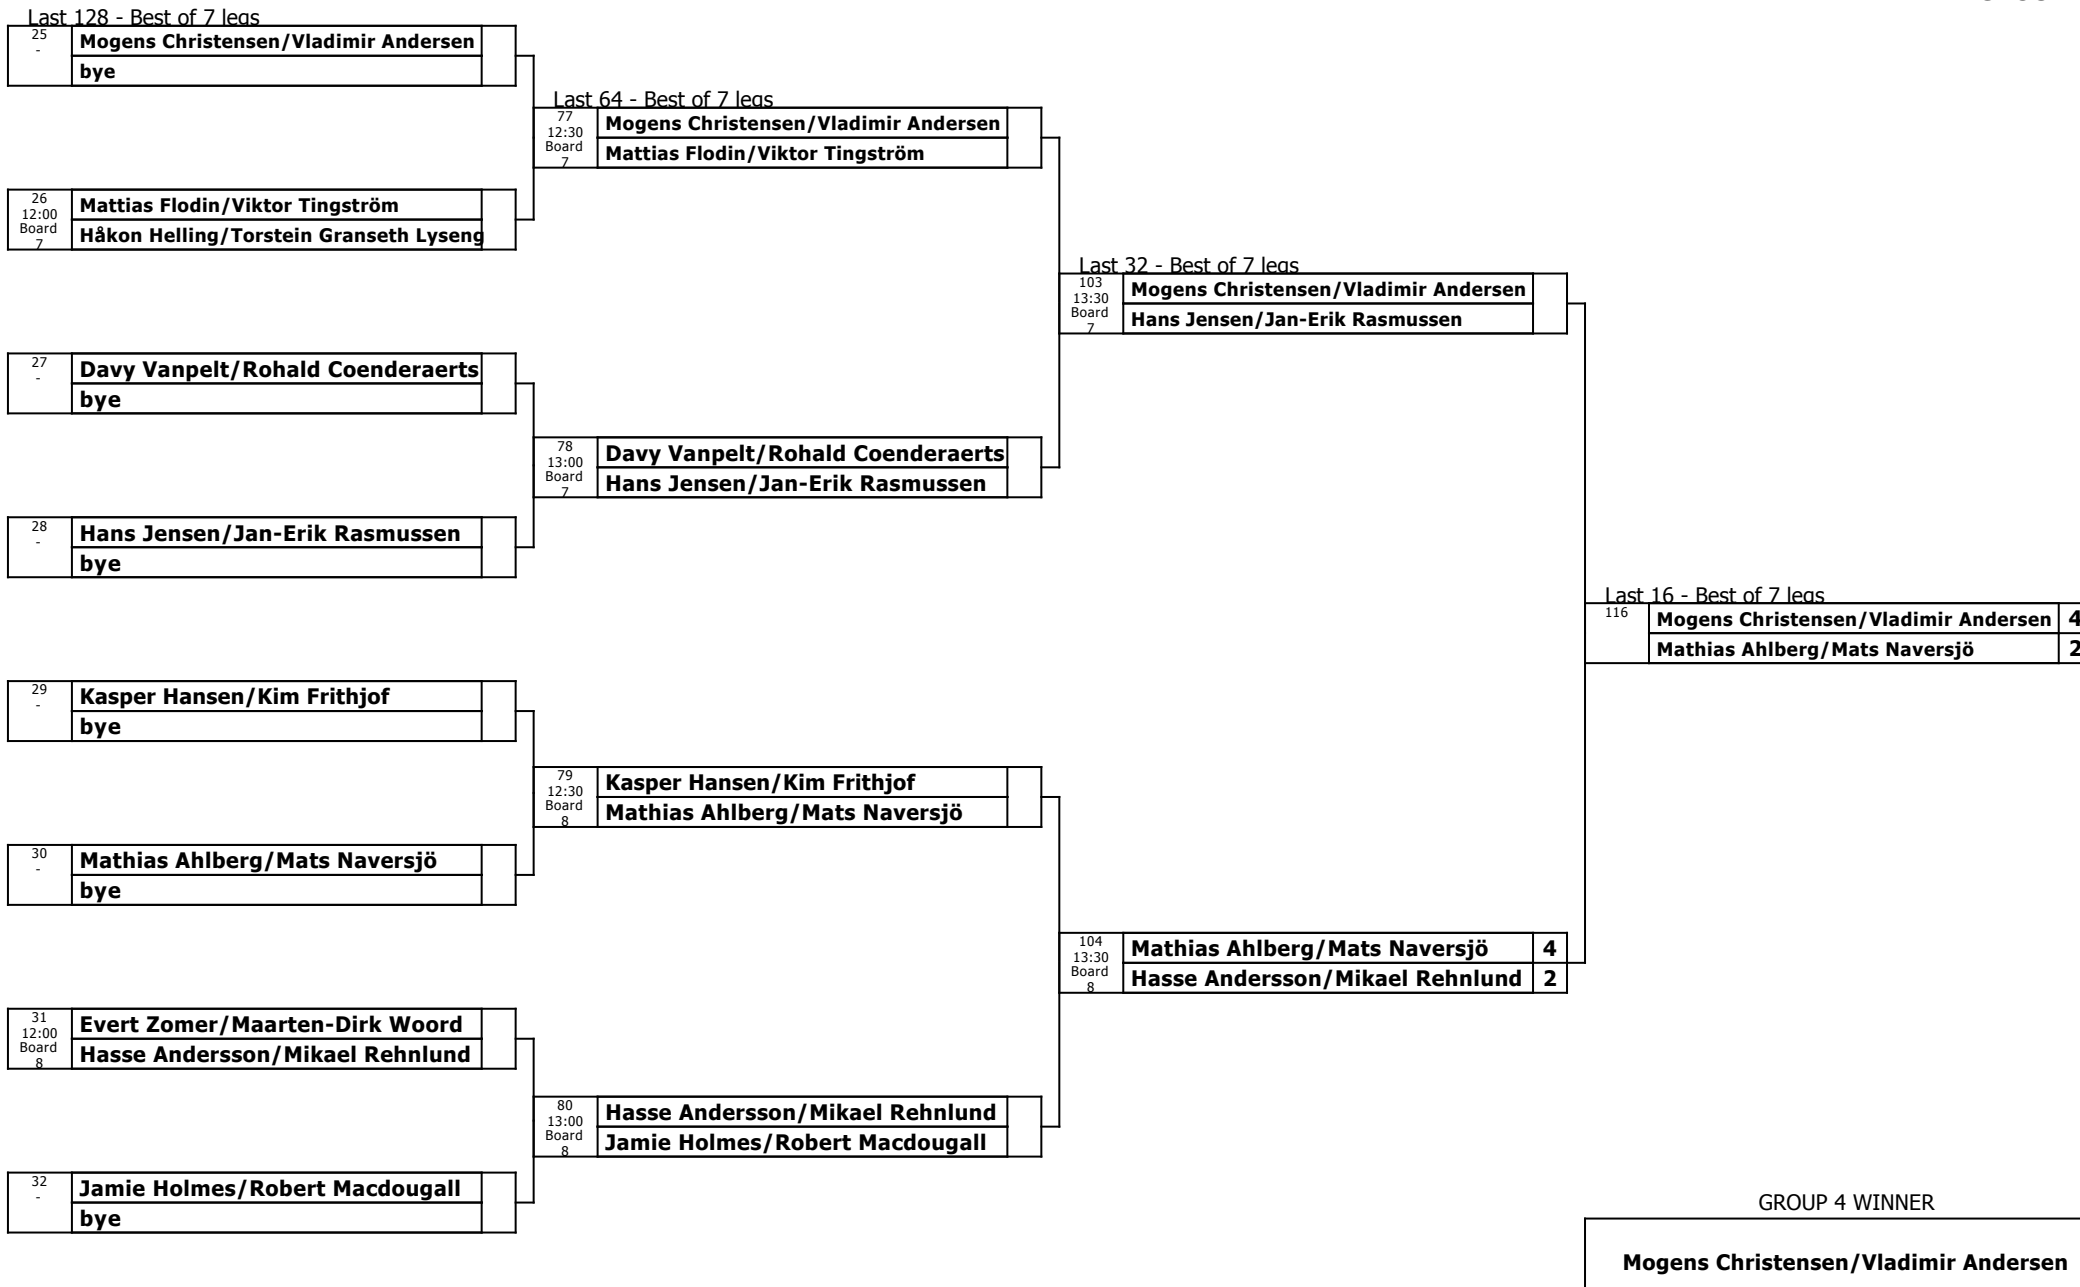 Last 128 - Best of 7 legs
25
-
Mogens Christensen/Vladimir Andersen
bye
26
12:00
Board
7
Mattias Flodin/Viktor Tingström
Håkon Helling/Torstein Granseth Lyseng
27
-
Davy Vanpelt/Rohald Coenderaerts
bye
28
-
Hans Jensen/Jan-Erik Rasmussen
bye
29
-
Kasper Hansen/Kim Frithjof
bye
30
-
Mathias Ahlberg/Mats Naversjö
bye
31
12:00
Board
8
Evert Zomer/Maarten-Dirk Woord
Hasse Andersson/Mikael Rehnlund
32
-
Jamie Holmes/Robert Macdougall
bye
Last 64 - Best of 7 legs
77
12:30
Board
7
Mogens Christensen/Vladimir Andersen
Mattias Flodin/Viktor Tingström
78
13:00
Board
7
Davy Vanpelt/Rohald Coenderaerts
Hans Jensen/Jan-Erik Rasmussen
79
12:30
Board
8
Kasper Hansen/Kim Frithjof
Mathias Ahlberg/Mats Naversjö
80
13:00
Board
8
Hasse Andersson/Mikael Rehnlund
Jamie Holmes/Robert Macdougall
Last 32 - Best of 7 legs
103
13:30
Board
7
Mogens Christensen/Vladimir Andersen
Hans Jensen/Jan-Erik Rasmussen
104
13:30
Board
8
Mathias Ahlberg/Mats Naversjö 4
Hasse Andersson/Mikael Rehnlund 2
Last 16 - Best of 7 legs
116
Mogens Christensen/Vladimir Andersen 4
Mathias Ahlberg/Mats Naversjö 2
GROUP 4 WINNER
Mogens Christensen/Vladimir Andersen